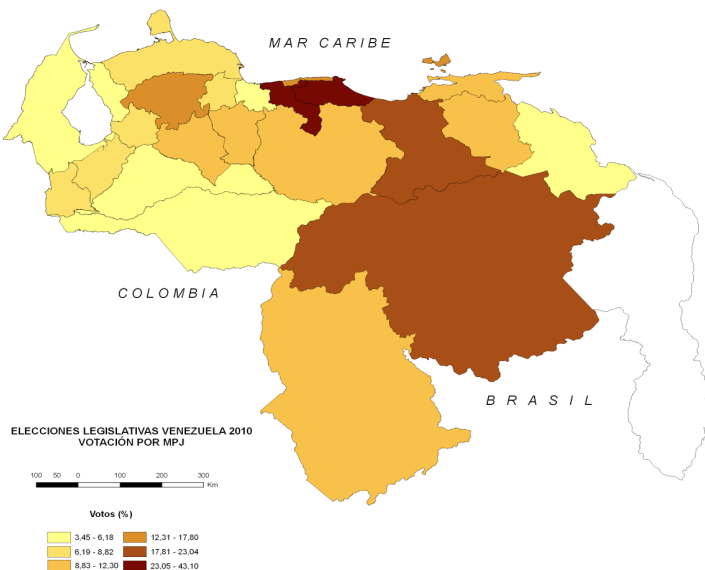 MAR CARIBE
COLOMBIA
BRASIL
ELECCIONES LEGISLATIVAS VENEZUELA 2010
VOTACIÓN POR MPJ
100 50 0 100 200 300
Km
Votos (%)
3,45 - 6,18 12,31 - 17,80
6,19 - 8,82 17,81 - 23,04
8,83 - 12,30 23,05 - 43,10